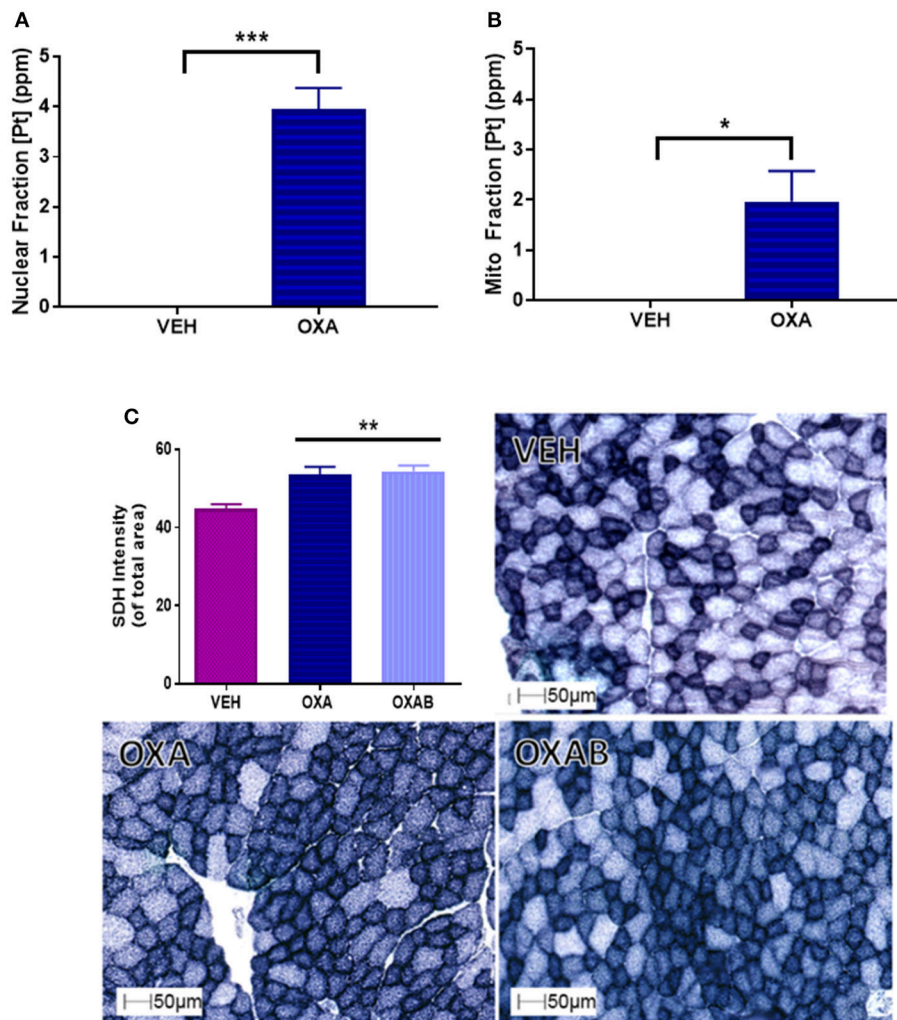 A
Nuclear Fraction [Pt] (ppm)
5
4
3
2
1
0
***
VEH
OXA
B
Mito Fraction [Pt] (ppm)
5
4
3
2
1
0
*
VEH
OXA
C
SDH Intensity
(of total area)
60
40
20
0
**
VEH
OXA
OXAB
VEH
50µm
OXA
50µm
OXAB
50µm